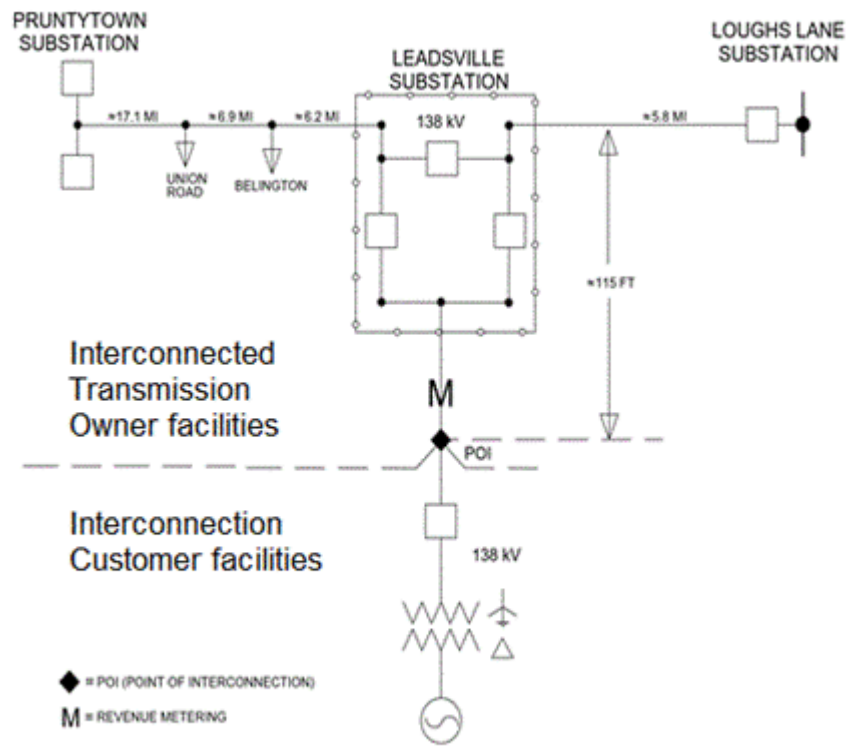 PRUNTYTOWN
SUBSTATION
LEADSVILLE
SUBSTATION
LOUGHS LANE
SUBSTATION
≈17.1 MI
≈6.9 MI
≈6.2 MI
138 kV
≈5.8 MI
UNION
ROAD
BELINGTON
≈115 FT
Interconnected
Transmission
Owner facilities
M
POI
Interconnection
Customer facilities
138 kV
= POI (POINT OF INTERCONNECTION)
M = REVENUE METERING